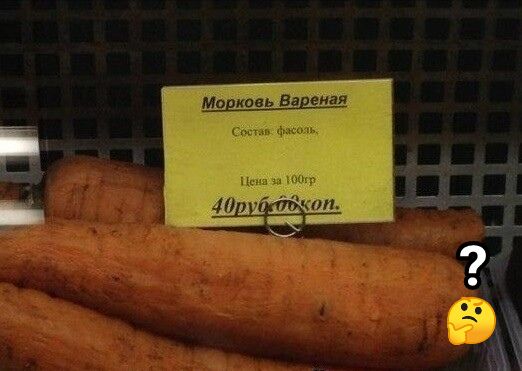 Морковь Вареная
Состав: фасоль,
Цена за 100гр
40руб.00коп.
?